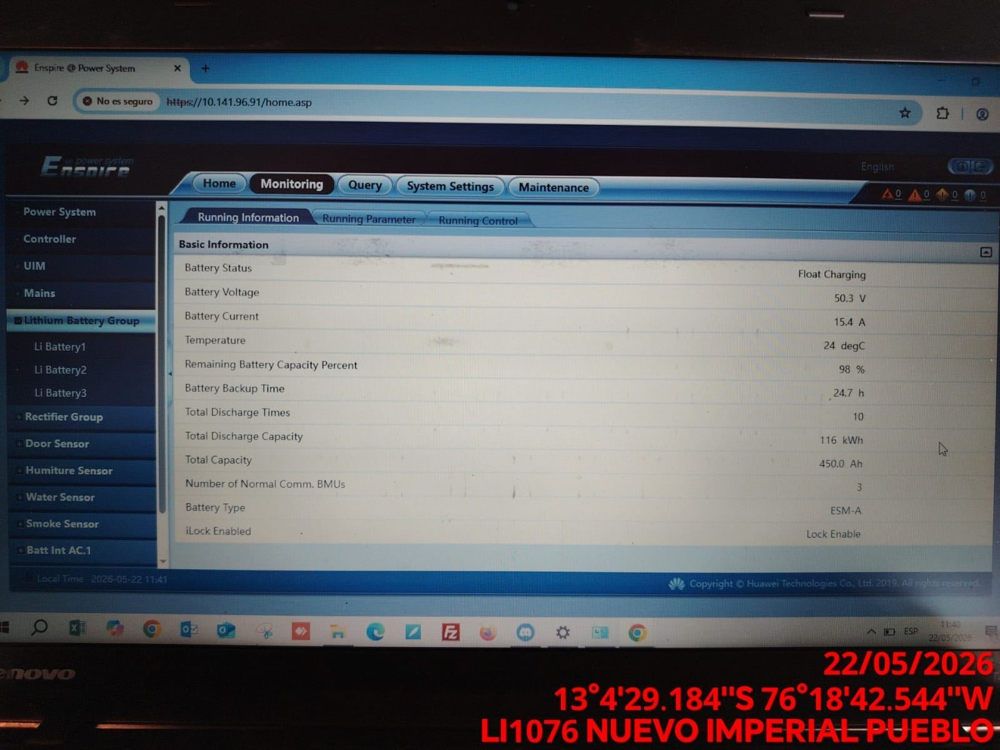 Enspire @ Power System
No es seguro
https://10.141.96.91/home.asp
power system
Enspire
English
Home
Monitoring
Query
System Settings
Maintenance
0
0
0
0
Power System
Controller
UIM
Mains
Lithium Battery Group
Li Battery1
Li Battery2
Li Battery3
Rectifier Group
Door Sensor
Humiture Sensor
Water Sensor
Smoke Sensor
Batt Int AC.1
Running Information
Running Parameter
Running Control
Basic Information
Battery Status Float Charging
Battery Voltage 50.3 V
Battery Current 15.4 A
Temperature 24 degC
Remaining Battery Capacity Percent 98 %
Battery Backup Time 24.7 h
Total Discharge Times 10
Total Discharge Capacity 116 kWh
Total Capacity 450.0 Ah
Number of Normal Comm. BMUs 3
Battery Type ESM-A
iLock Enabled Lock Enable
Local Time 2026-05-22 11:41
Copyright © Huawei Technologies Co., Ltd. 2019. All rights reserved.
ESP
11:40
22/05/2026
enovo
22/05/2026
13°4'29.184"S 76°18'42.544"W
LI1076 NUEVO IMPERIAL PUEBLO